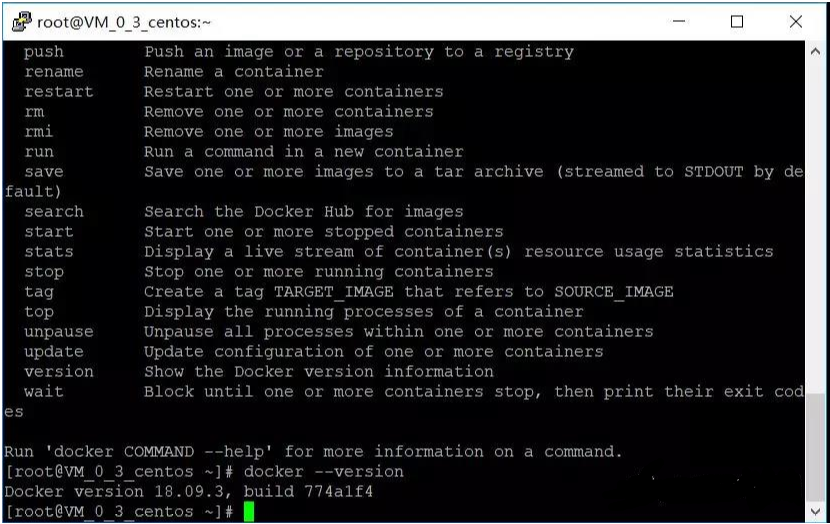 root@VM_0_3_centos:~
push Push an image or a repository to a registry
rename Rename a container
restart Restart one or more containers
rm Remove one or more containers
rmi Remove one or more images
run Run a command in a new container
save Save one or more images to a tar archive (streamed to STDOUT by de
fault)
search Search the Docker Hub for images
start Start one or more stopped containers
stats Display a live stream of container(s) resource usage statistics
stop Stop one or more running containers
tag Create a tag TARGET_IMAGE that refers to SOURCE_IMAGE
top Display the running processes of a container
unpause Unpause all processes within one or more containers
update Update configuration of one or more containers
version Show the Docker version information
wait Block until one or more containers stop, then print their exit cod
es
Run 'docker COMMAND --help' for more information on a command.
[root@VM_0_3_centos ~]# docker --version
Docker version 18.09.3, build 774a1f4
[root@VM_0_3_centos ~]#